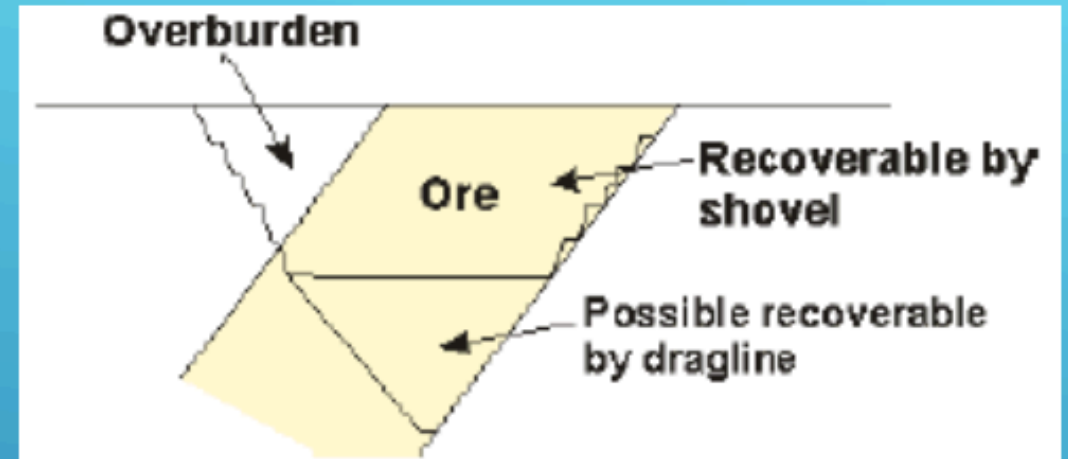 Overburden
Ore
Recoverable by
shovel
Possible recoverable
by dragline